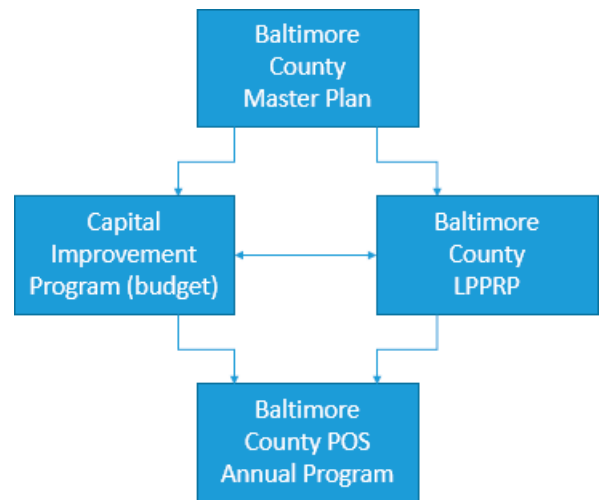 Baltimore
County
Master Plan
Capital
Improvement
Program (budget)
Baltimore
County
LPPRP
Baltimore
County POS
Annual Program